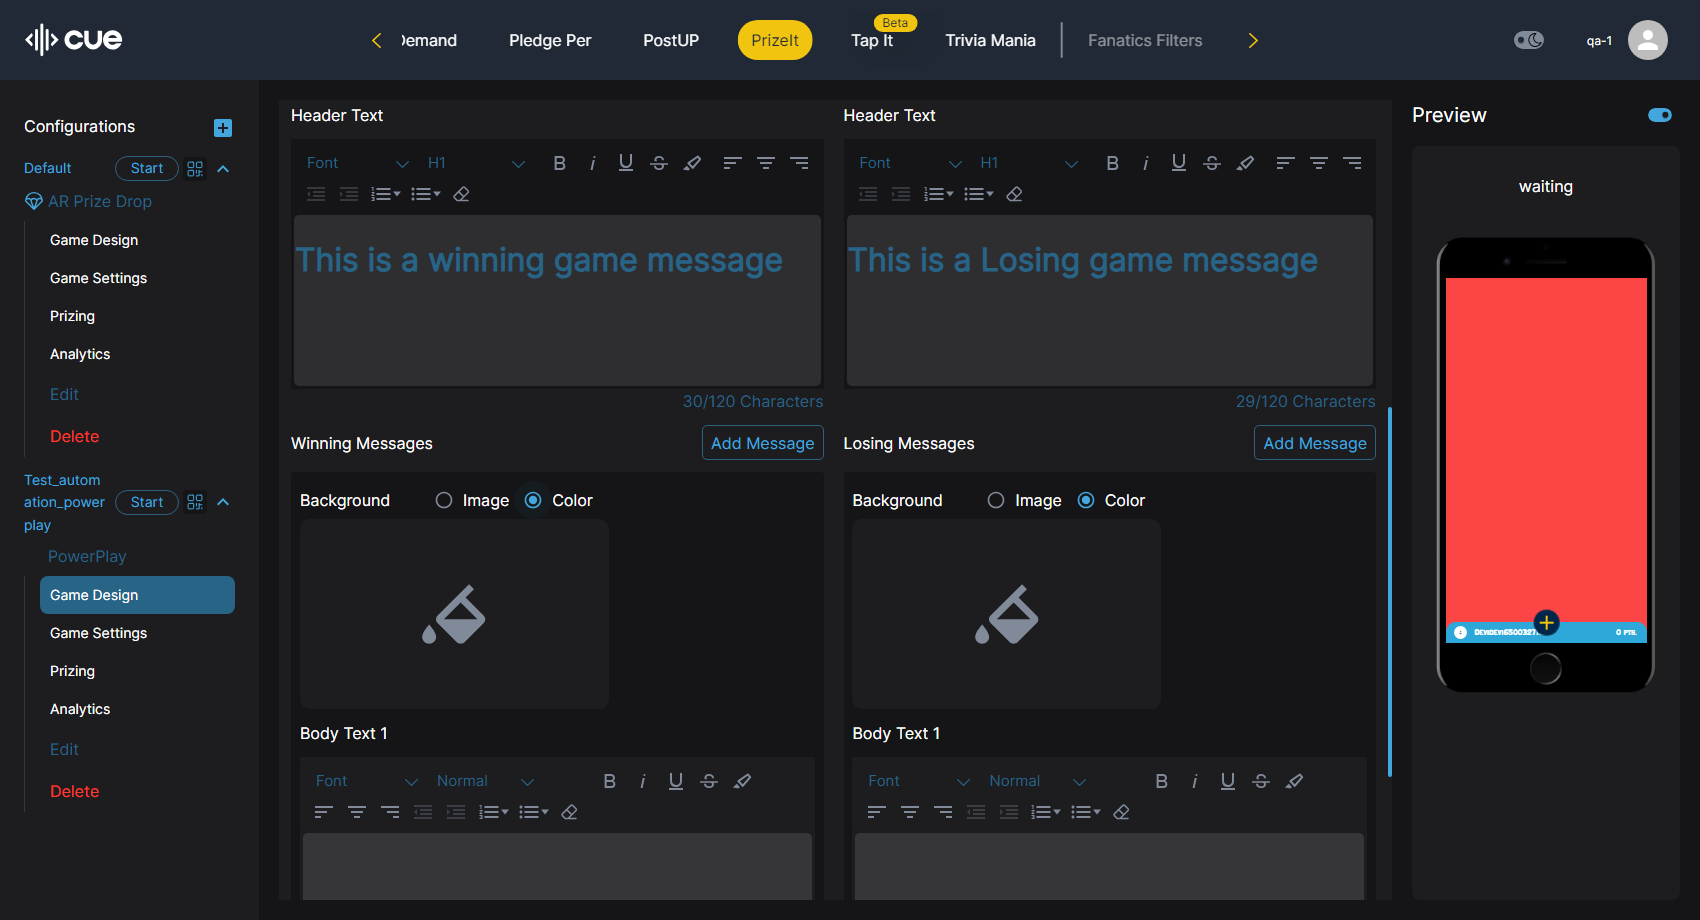 cue
Demand
Pledge Per
PostUP
PrizeIt
Beta
Tap It
Trivia Mania
Fanatics Filters
qa-1
Configurations
Default
Start
AR Prize Drop
Game Design
Game Settings
Prizing
Analytics
Edit
Delete
Test_autom
ation_power
play
Start
PowerPlay
Game Design
Game Settings
Prizing
Analytics
Edit
Delete
Header Text
Font
H1
This is a winning game message
30/120 Characters
Winning Messages
Add Message
Background
Image
Color
Body Text 1
Font
Normal
Header Text
Font
H1
This is a Losing game message
29/120 Characters
Losing Messages
Add Message
Background
Image
Color
Body Text 1
Font
Normal
Preview
waiting
0 PTS.